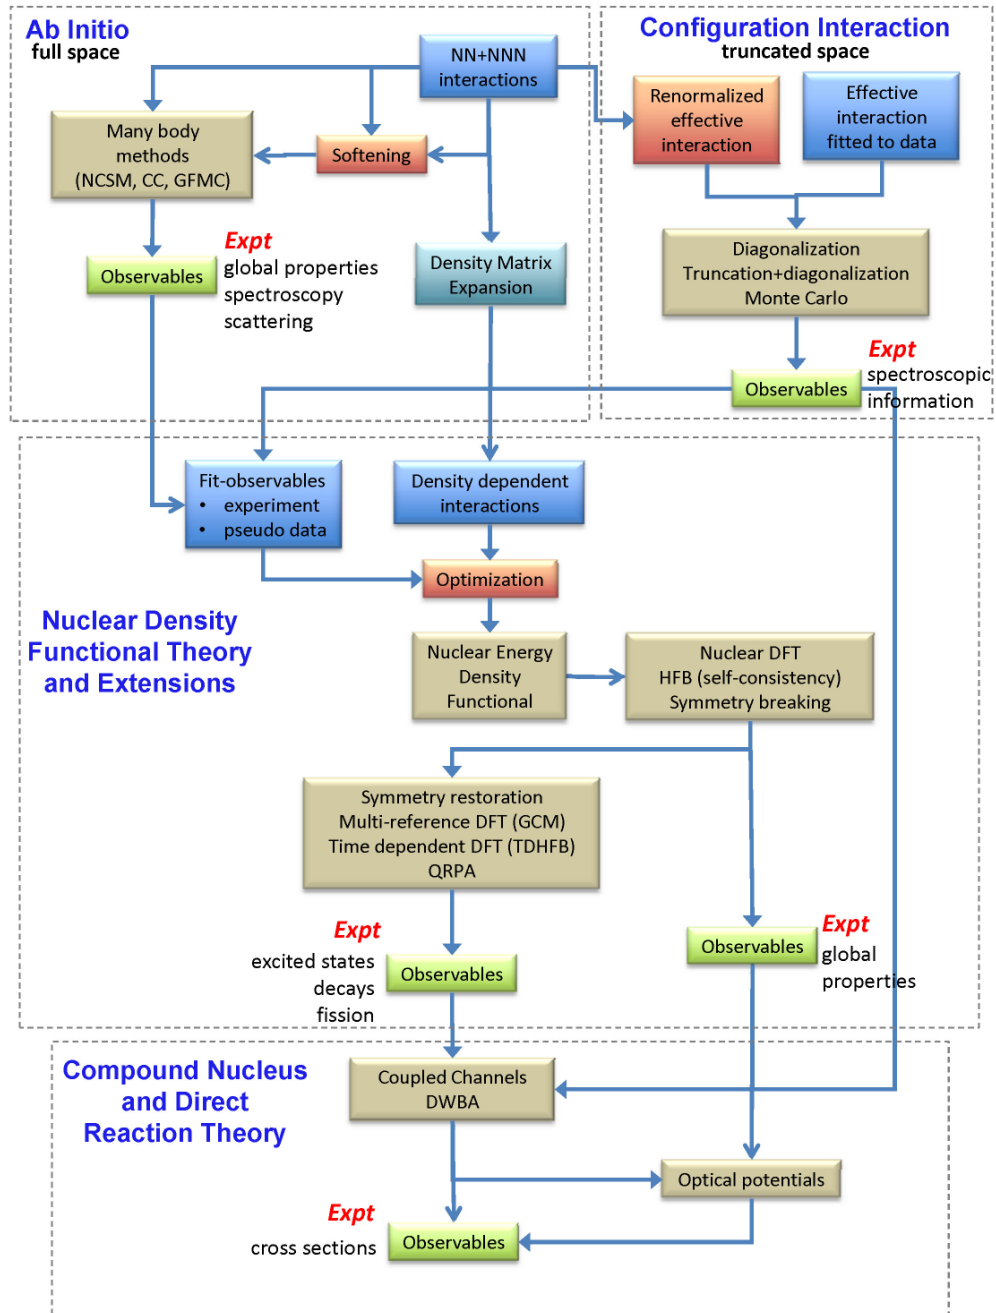 Ab Initio
full space
NN+NNN
interactions
Many body
methods
(NCSM, CC, GFMC)
Softening
Observables
Expt
global properties
spectroscopy
scattering
Density Matrix
Expansion
Configuration Interaction
truncated space
Renormalized
effective
interaction
Effective
interaction
fitted to data
Diagonalization
Truncation+diagonalization
Monte Carlo
Observables
Expt
spectroscopic
information
Nuclear Density
Functional Theory
and Extensions
Fit-observables
• experiment
• pseudo data
Density dependent
interactions
Optimization
Nuclear Energy
Density
Functional
Nuclear DFT
HFB (self-consistency)
Symmetry breaking
Symmetry restoration
Multi-reference DFT (GCM)
Time dependent DFT (TDHFB)
QRPA
Expt
excited states
decays
fission
Observables
Observables
Expt
global
properties
Compound Nucleus
and Direct
Reaction Theory
Coupled Channels
DWBA
Optical potentials
Expt
cross sections
Observables